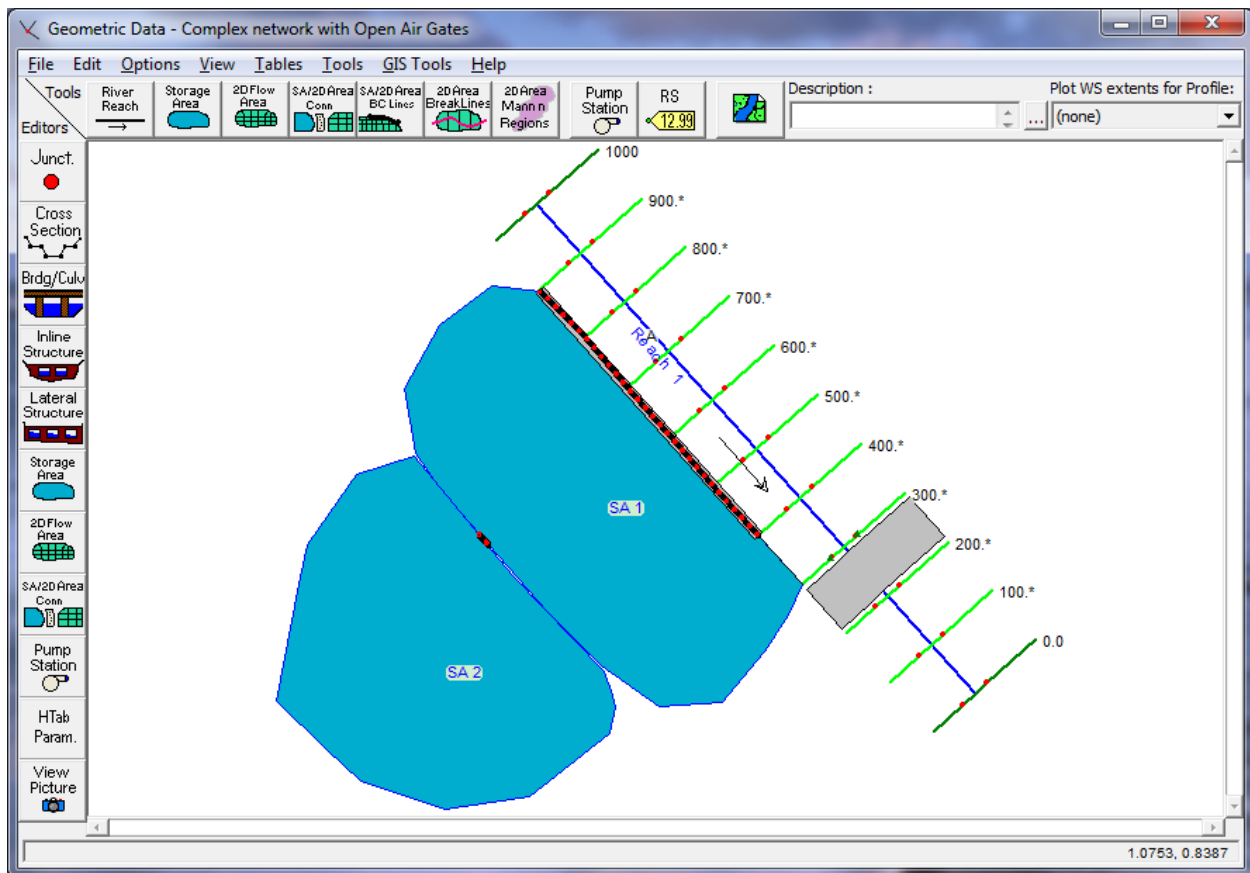 Geometric Data - Complex network with Open Air Gates
File Edit Options View Tables Tools GIS Tools Help
Tools
Editors
River
Reach
Storage
Area
2D Flow
Area
SA/2D Area
Conn
SA/2D Area
BC Lines
2D Area
BreakLines
2D Area
Mann n
Regions
Pump
Station
RS
12.99
Description :
...
Plot WS extents for Profile:
(none)
Junct.
Cross
Section
Brdg/Culv
Inline
Structure
Lateral
Structure
Storage
Area
2D Flow
Area
SA/2D Area
Conn
Pump
Station
HTab
Param.
View
Picture
1000
900.*
800.*
700.*
A
Reach 1
600.*
500.*
400.*
300.*
200.*
100.*
0.0
SA 1
SA 2
1.0753, 0.8387